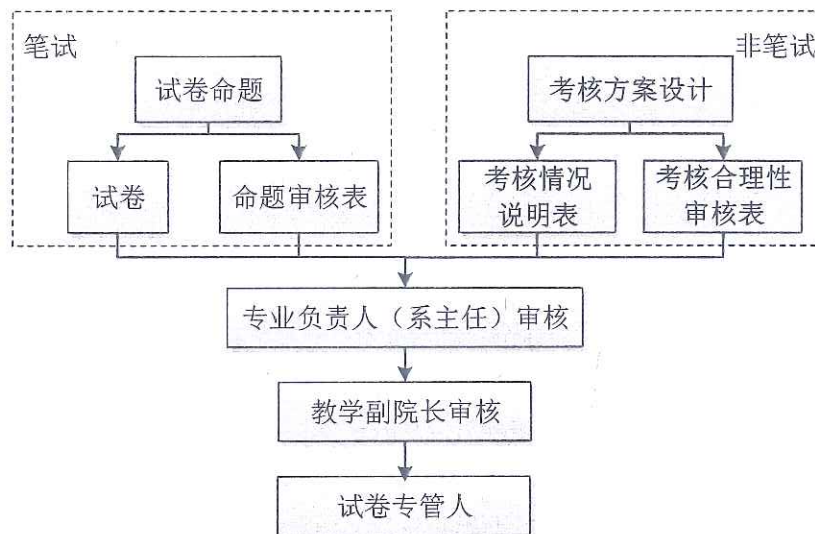 笔试
非笔试
试卷命题
考核方案设计
试卷
命题审核表
考核情况
说明表
考核合理性
审核表
专业负责人（系主任）审核
教学副院长审核
试卷专管人